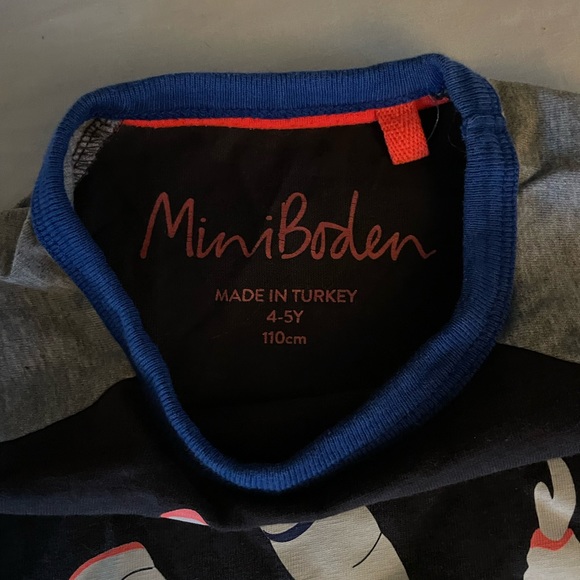 MiniBoden
MADE IN TURKEY
4-5Y
110cm